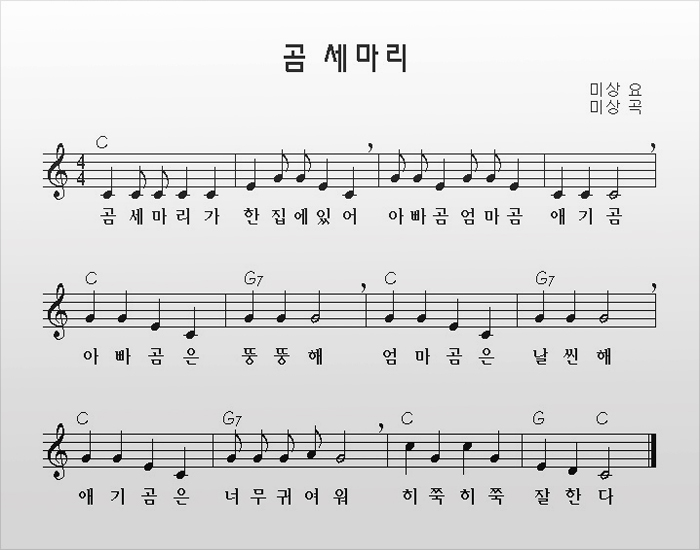 곰 세마리
미상 요
미상 곡
C
4
4
곰 세 마 리 가 한 집 에 있 어 아 빠 곰 엄 마 곰 애 기 곰
C G7 C G7
아 빠 곰 은 뚱 뚱 해 엄 마 곰 은 날 씬 해
C G7 C G C
애 기 곰 은 너 무 귀 여 워 히 쭉 히 쭉 잘 한 다